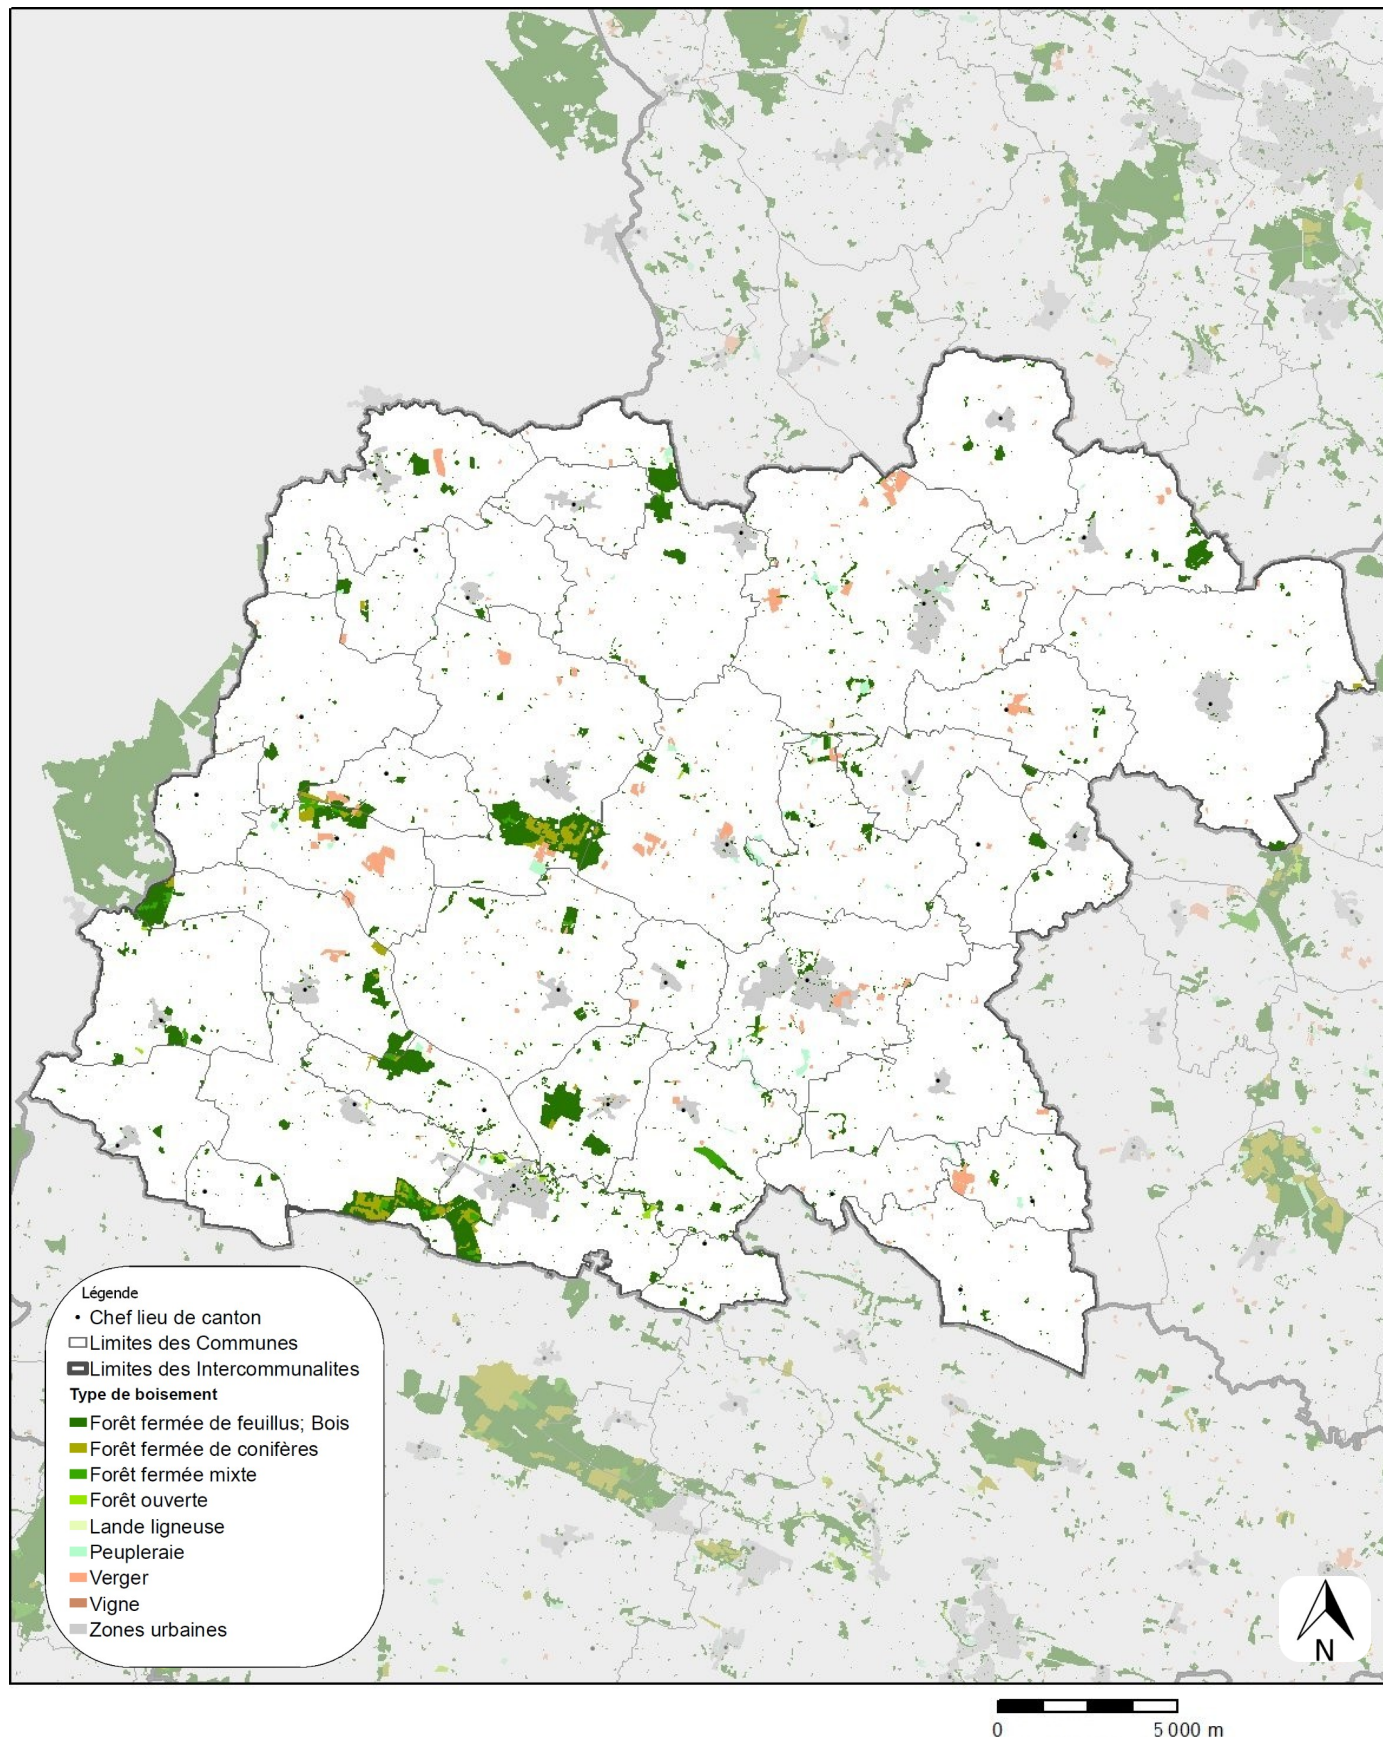 Légende
Chef lieu de canton
Limites des Communes
Limites des Intercommunalites
Type de boisement
Forêt fermée de feuillus; Bois
Forêt fermée de conifères
Forêt fermée mixte
Forêt ouverte
Lande ligneuse
Peupleraie
Verger
Vigne
Zones urbaines
N
0 5 000 m